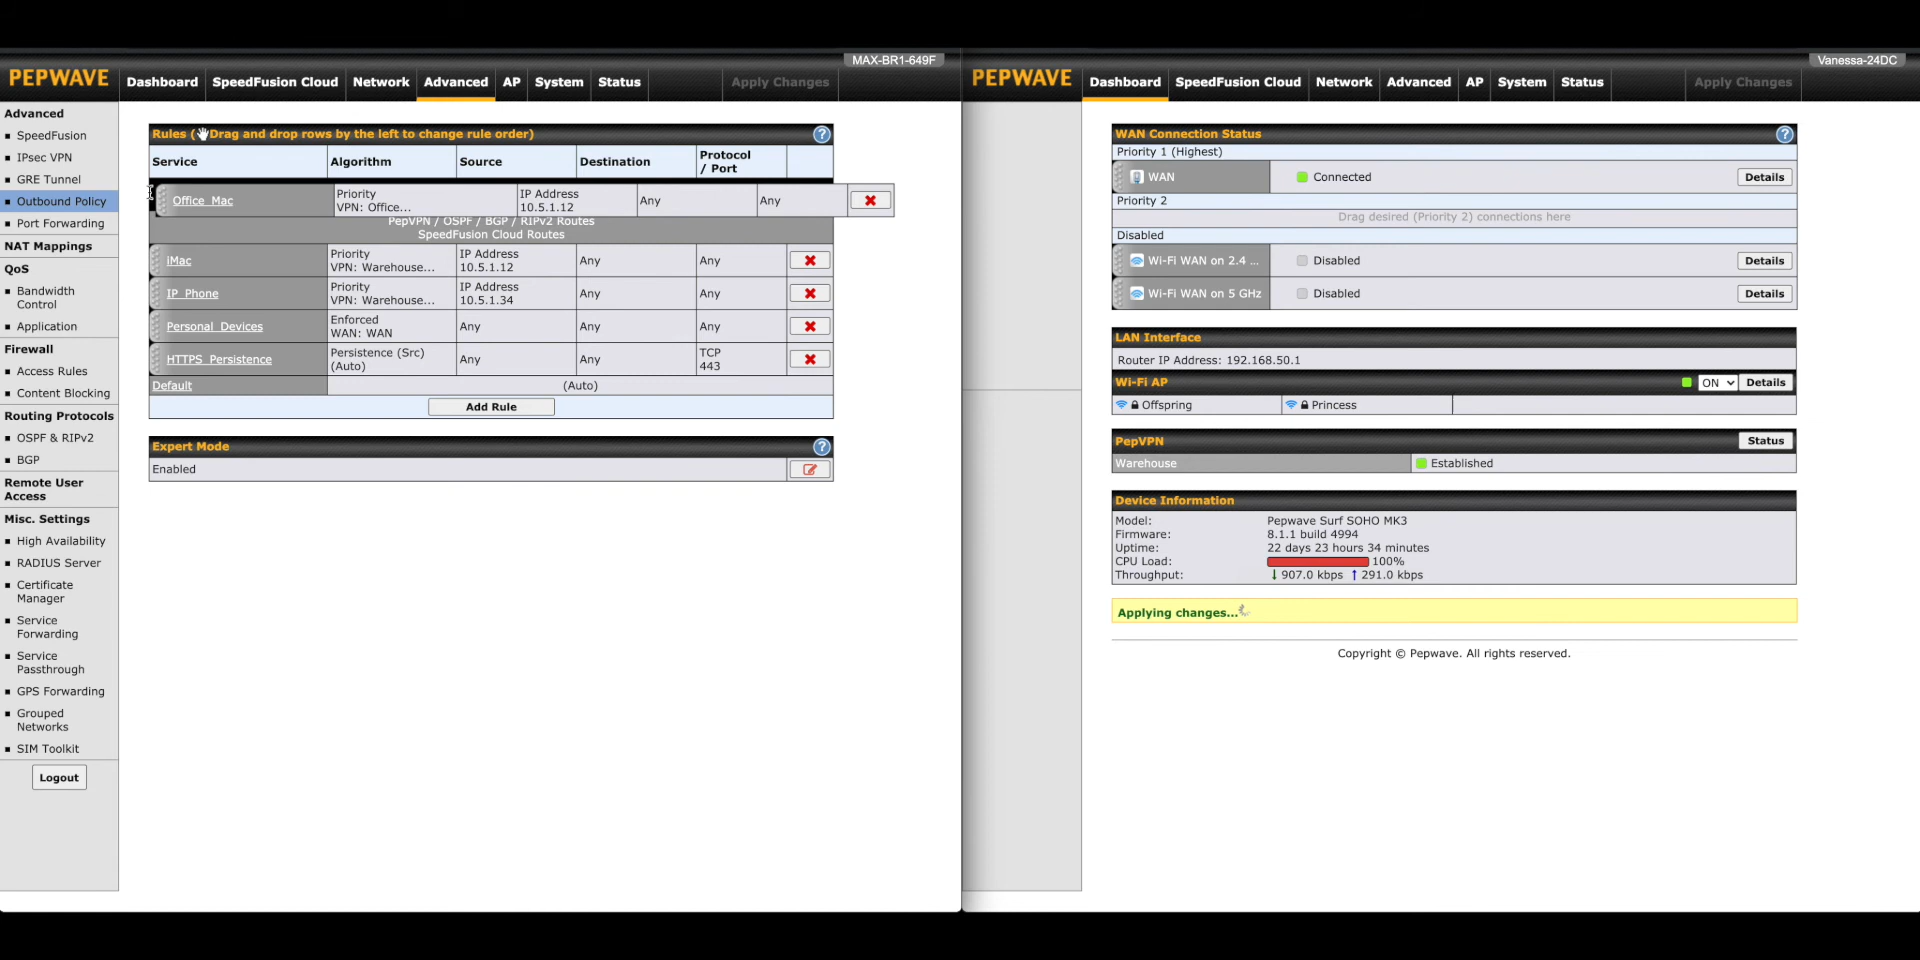 MAX-BR1-649F
PEPWAVE
Dashboard
SpeedFusion Cloud
Network
Advanced
AP
System
Status
Apply Changes
Advanced
SpeedFusion
IPsec VPN
GRE Tunnel
Outbound Policy
Port Forwarding
NAT Mappings
QoS
Bandwidth
Control
Application
Firewall
Access Rules
Content Blocking
Routing Protocols
OSPF & RIPv2
BGP
Remote User
Access
Misc. Settings
High Availability
RADIUS Server
Certificate
Manager
Service
Forwarding
Service
Passthrough
GPS Forwarding
Grouped
Networks
SIM Toolkit
Logout
Rules (Drag and drop rows by the left to change rule order)
?
Service
Algorithm
Source
Destination
Protocol
/ Port
Office_Mac
Priority
VPN: Office...
IP Address
10.5.1.12
Any
Any
PepVPN / OSPF / BGP / RIPv2 Routes
SpeedFusion Cloud Routes
iMac
Priority
VPN: Warehouse...
IP Address
10.5.1.12
Any
Any
IP_Phone
Priority
VPN: Warehouse...
IP Address
10.5.1.34
Any
Any
Personal_Devices
Enforced
WAN: WAN
Any
Any
Any
HTTPS_Persistence
Persistence (Src)
(Auto)
Any
Any
TCP
443
Default
(Auto)
Add Rule
Expert Mode
?
Enabled
Vanessa-24DC
PEPWAVE
Dashboard
SpeedFusion Cloud
Network
Advanced
AP
System
Status
Apply Changes
WAN Connection Status
?
Priority 1 (Highest)
WAN
Connected
Details
Priority 2
Drag desired (Priority 2) connections here
Disabled
Wi-Fi WAN on 2.4 ...
Disabled
Details
Wi-Fi WAN on 5 GHz
Disabled
Details
LAN Interface
Router IP Address: 192.168.50.1
Wi-Fi AP
ON
Details
Offspring
Princess
PepVPN
Status
Warehouse
Established
Device Information
Model: Pepwave Surf SOHO MK3
Firmware: 8.1.1 build 4994
Uptime: 22 days 23 hours 34 minutes
CPU Load: 100%
Throughput: ↓ 907.0 kbps ↑ 291.0 kbps
Applying changes...
Copyright © Pepwave. All rights reserved.